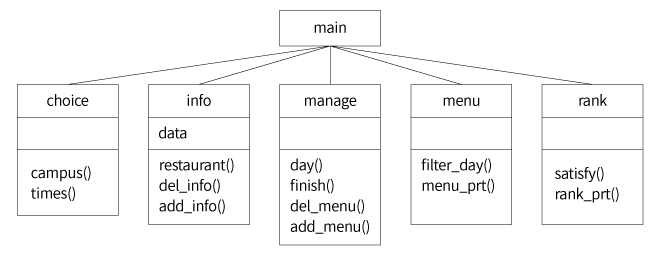 main
choice
campus()
times()
info
data
restaurant()
del_info()
add_info()
manage
day()
finish()
del_menu()
add_menu()
menu
filter_day()
menu_prt()
rank
satisfy()
rank_prt()